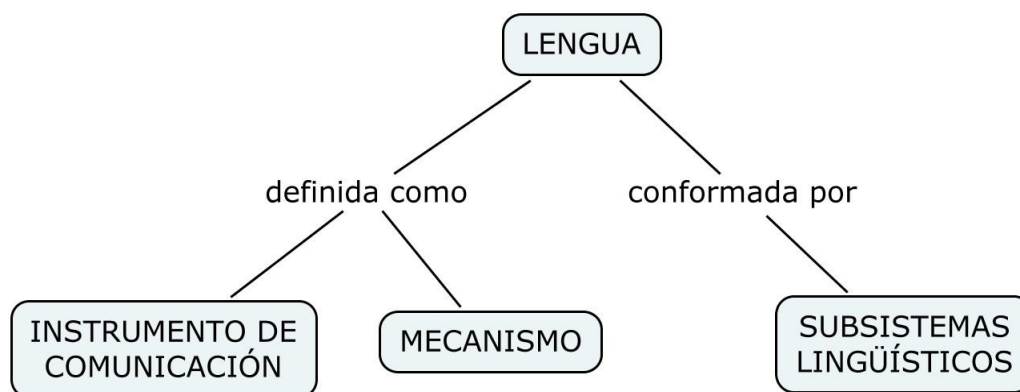 LENGUA
definida como
conformada por
INSTRUMENTO DE
COMUNICACIÓN
MECANISMO
SUBSISTEMAS
LINGÜÍSTICOS